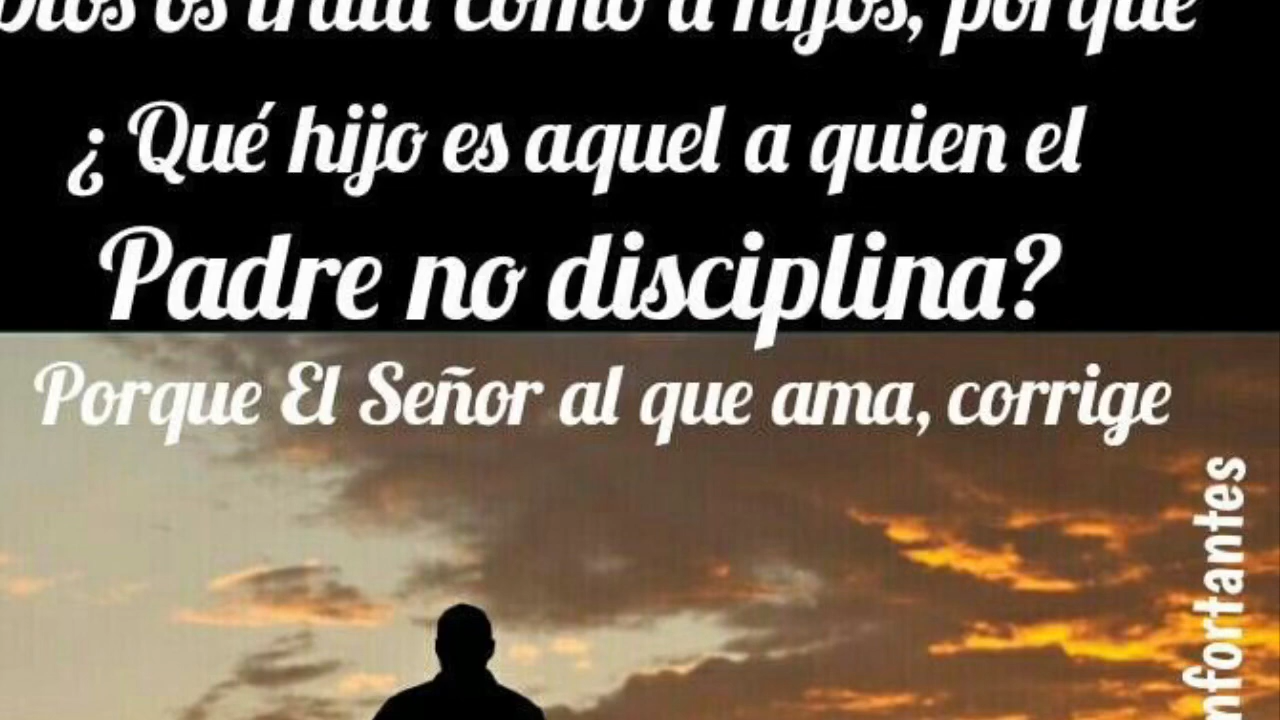 Dios os trata como a hijos, porque
¿ Qué hijo es aquel a quien el
Padre no disciplina?
Porque El Señor al que ama, corrige
nfortantes